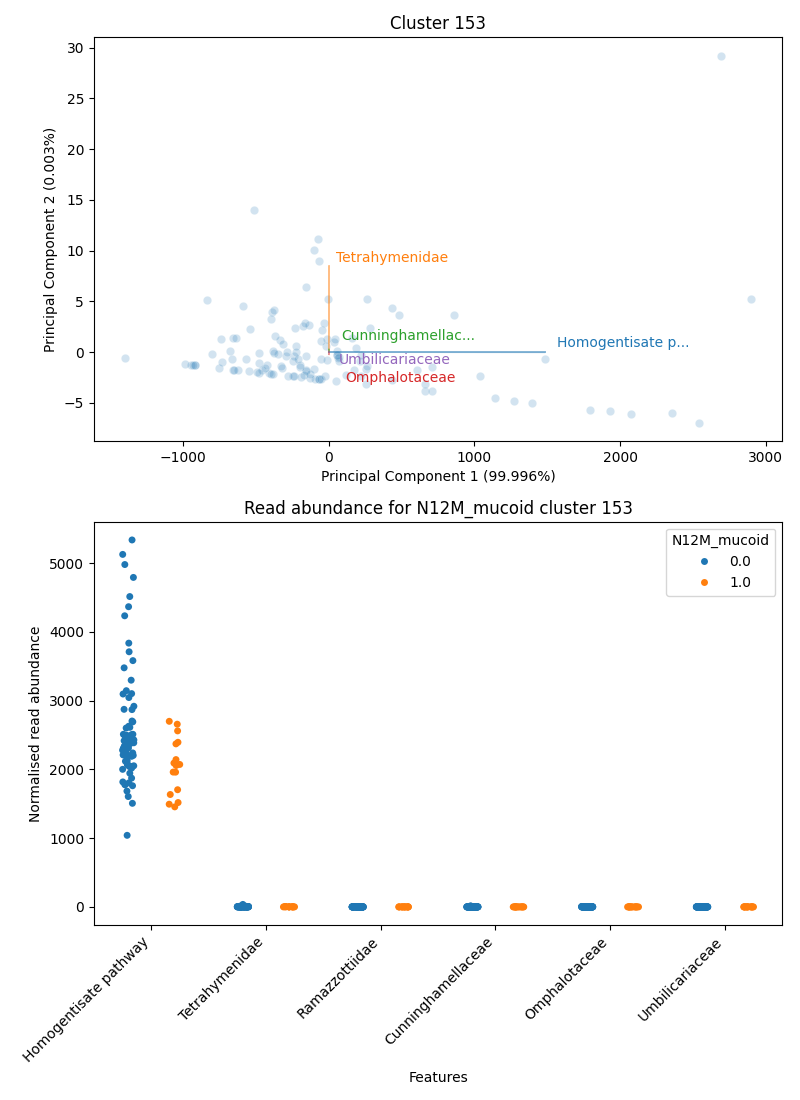 Cluster 153
30
25
20
15
10
5
0
−5
Principal Component 2 (0.003%)
Tetrahymenidae
Cunninghamellac...
Homogentisate p...
Umbilicariaceae
Omphalotaceae
−1000
0
1000
2000
3000
Principal Component 1 (99.996%)
Read abundance for N12M_mucoid cluster 153
N12M_mucoid
0.0
1.0
5000
4000
3000
2000
1000
0
Normalised read abundance
Homogentisate pathway
Tetrahymenidae
Ramazzottiidae
Cunninghamellaceae
Omphalotaceae
Umbilicariaceae
Features